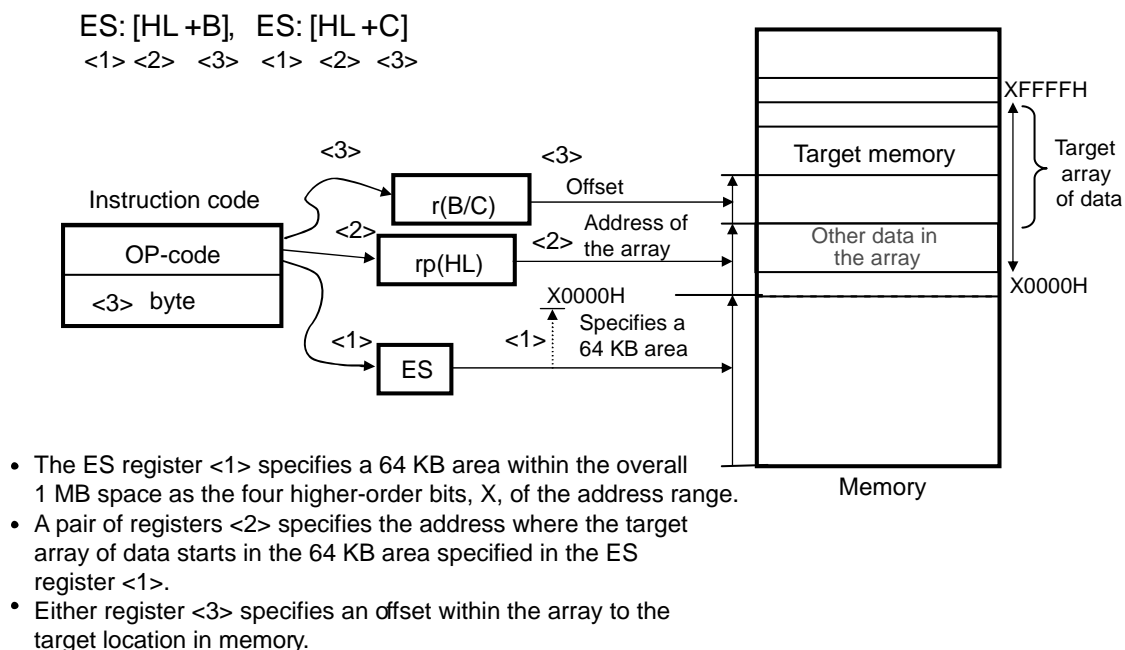 ES: [HL +B],   ES: [HL +C]
<1> <2>   <3>   <1>  <2>  <3>
XFFFFH
<3>
<3>
Target memory
Target
array
of data
Instruction code
r(B/C)
Offset
OP-code
<2>
rp(HL)
<2>
Address of
the array
Other data in
the array
<3>  byte
X0000H
X0000H
<1>
<1>
Specifies a
64 KB area
ES
Memory
• The ES register <1> specifies a 64 KB area within the overall
1 MB space as the four higher-order bits, X, of the address range.
• A pair of registers <2> specifies the address where the target
array of data starts in the 64 KB area specified in the ES
register <1>.
• Either register <3> specifies an offset within the array to the
target location in memory.